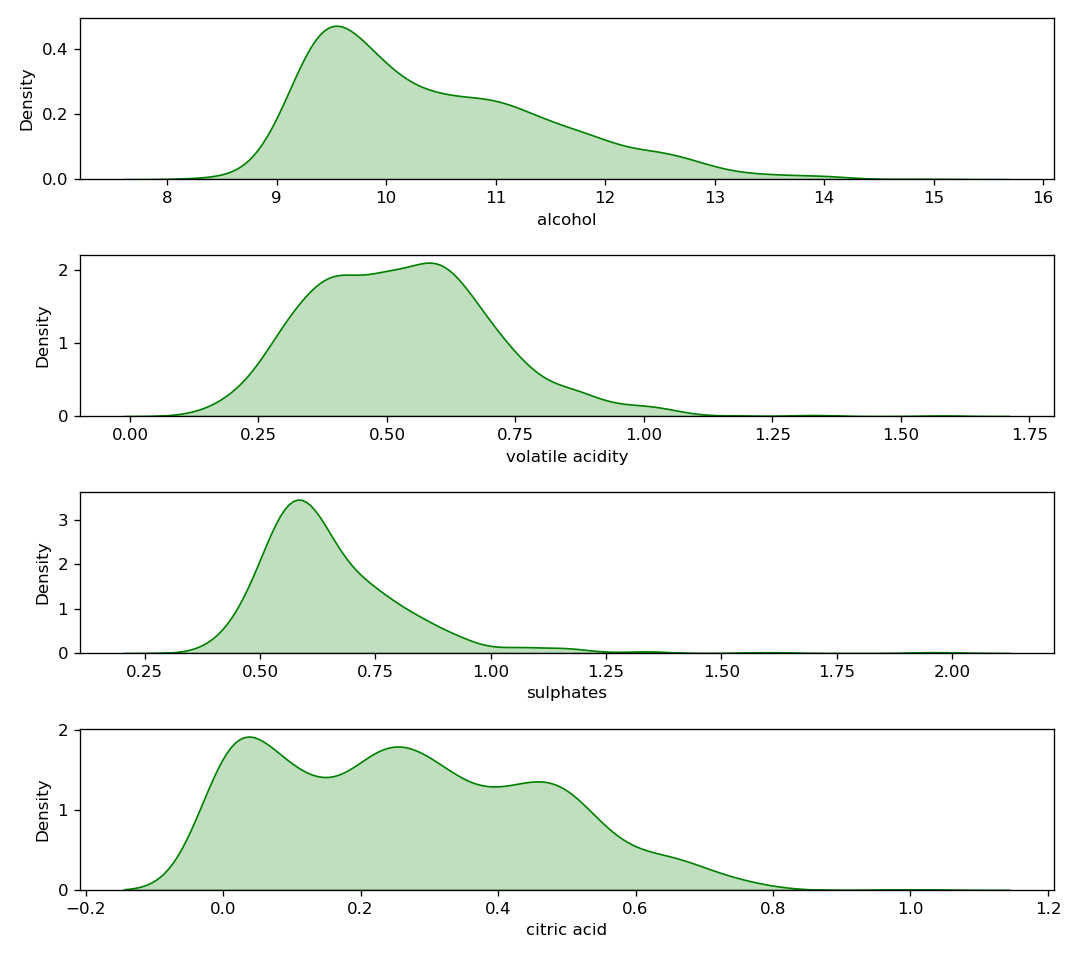 Density
0.4
0.2
0.0
8 9 10 11 12 13 14 15 16
alcohol
Density
2
1
0
0.00 0.25 0.50 0.75 1.00 1.25 1.50 1.75
volatile acidity
Density
3
2
1
0
0.25 0.50 0.75 1.00 1.25 1.50 1.75 2.00
sulphates
Density
2
1
0
−0.2 0.0 0.2 0.4 0.6 0.8 1.0 1.2
citric acid